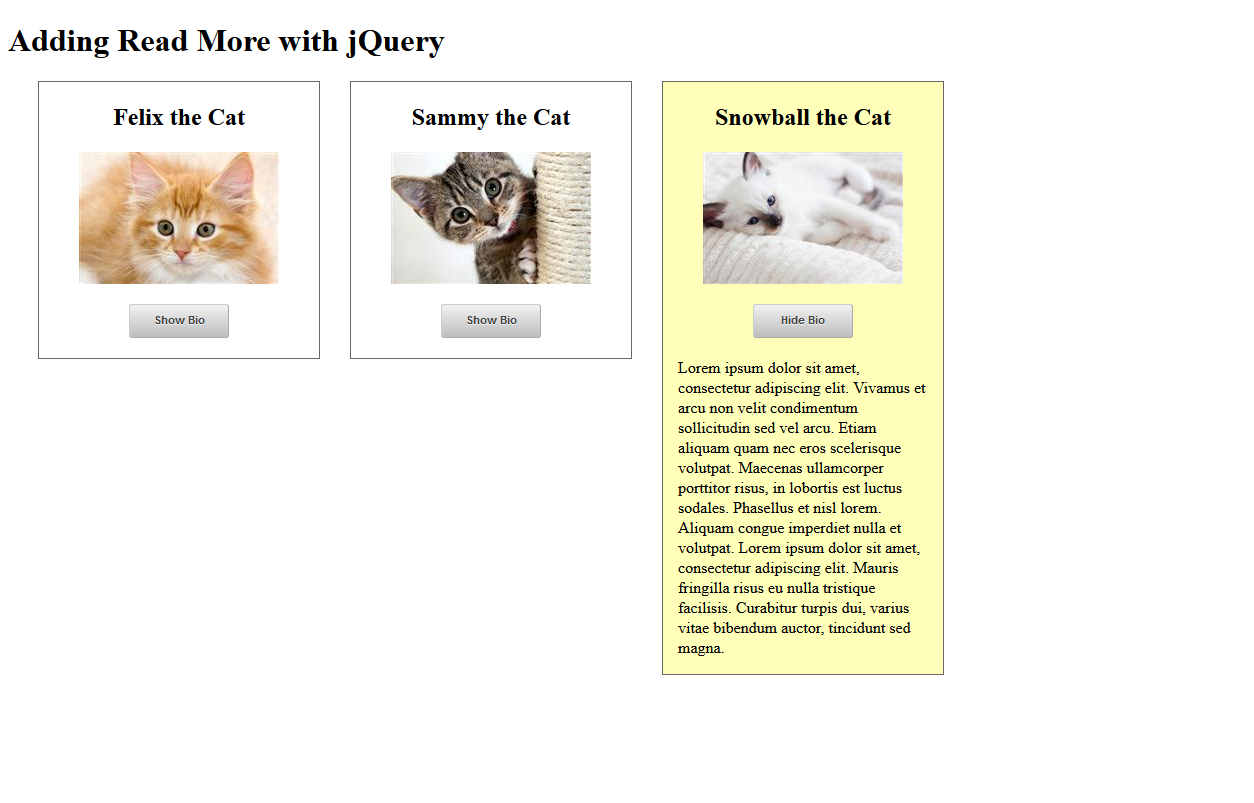 Adding Read More with jQuery
Felix the Cat
Sammy the Cat
Snowball the Cat
Show Bio
Show Bio
Hide Bio
Lorem ipsum dolor sit amet,
consectetur adipiscing elit. Vivamus et
arcu non velit condimentum
sollicitudin sed vel arcu. Etiam
aliquam quam nec eros scelerisque
volutpat. Maecenas ullamcorper
porttitor risus, in lobortis est luctus
sodales. Phasellus et nisl lorem.
Aliquam congue imperdiet nulla et
volutpat. Lorem ipsum dolor sit amet,
consectetur adipiscing elit. Mauris
fringilla risus eu nulla tristique
facilisis. Curabitur turpis dui, varius
vitae bibendum auctor, tincidunt sed
magna.